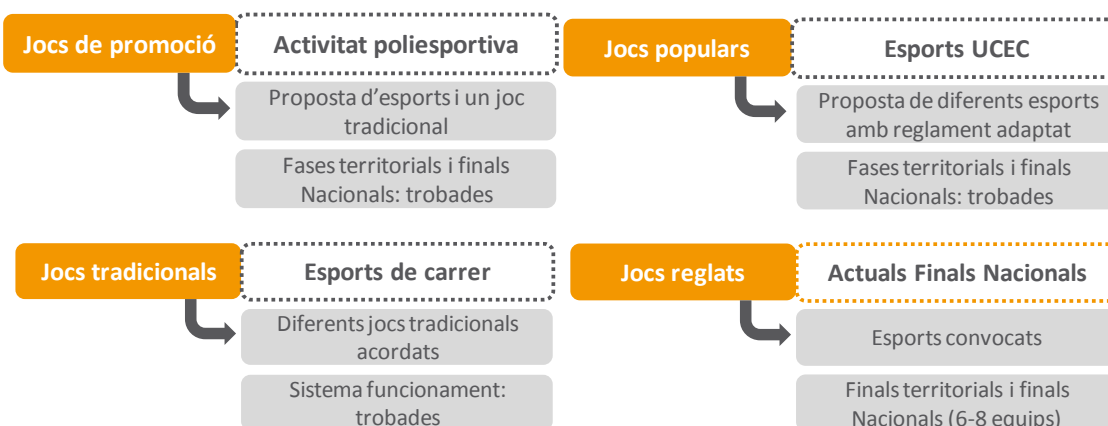 Jocs de promoció
Activitat poliesportiva
Proposta d’esports i un joc
tradicional
Fases territorials i finals
Nacionals: trobades
Jocs populars
Esports UCEC
Proposta de diferents esports
amb reglament adaptat
Fases territorials i finals
Nacionals: trobades
Jocs tradicionals
Esports de carrer
Diferents jocs tradicionals
acordats
Sistema funcionament:
trobades
Jocs reglats
Actuals Finals Nacionals
Esports convocats
Finals territorials i finals
Nacionals (6-8 equips)